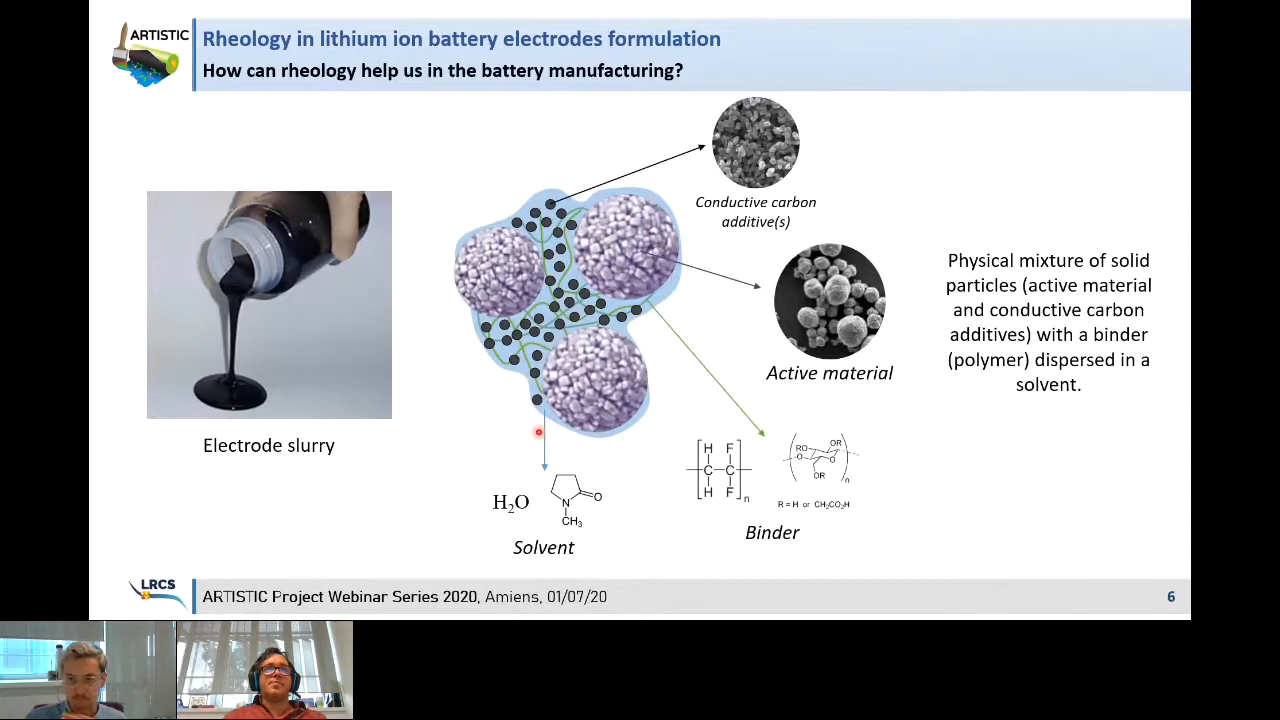 ARTISTIC
Rheology in lithium ion battery electrodes formulation
How can rheology help us in the battery manufacturing?
Conductive carbon
additive(s)
Active material
Physical mixture of solid
particles (active material
and conductive carbon
additives) with a binder
(polymer) dispersed in a
solvent.
Electrode slurry
H₂O
N
O
CH₃
Solvent
H F
C C
H F
n
RO
OR
O
O
OR
n
R = H or CH₂CO₂H
Binder
LRCS
ARTISTIC Project Webinar Series 2020, Amiens, 01/07/20
6